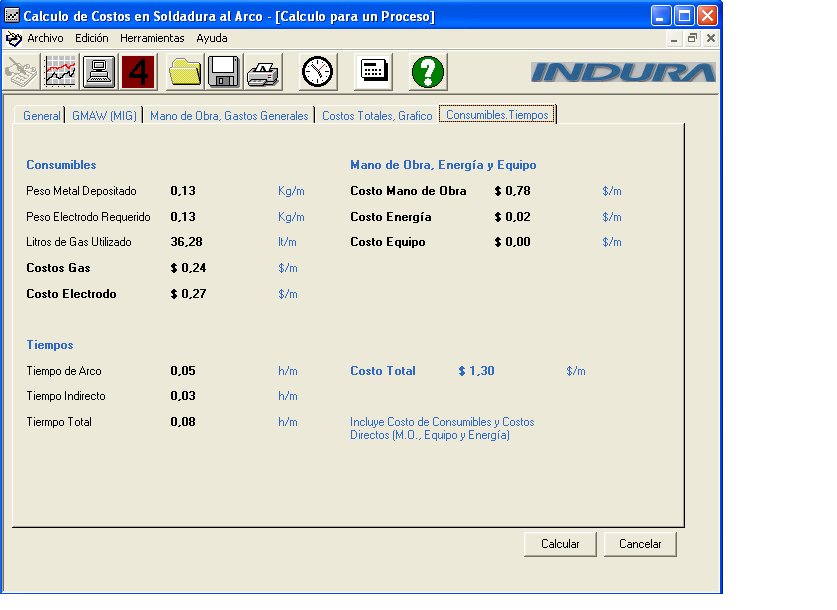 Calculo de Costos en Soldadura al Arco - [Calculo para un Proceso]
Archivo Edición Herramientas Ayuda
4 ? INDURA
General GMAW (MIG) Mano de Obra, Gastos Generales Costos Totales, Grafico Consumibles.Tiempos
Consumibles
Peso Metal Depositado 0,13 Kg/m
Peso Electrodo Requerido 0,13 Kg/m
Litros de Gas Utilizado 36,28 lt/m
Costos Gas $ 0,24 $/m
Costo Electrodo $ 0,27 $/m
Mano de Obra, Energía y Equipo
Costo Mano de Obra $ 0,78 $/m
Costo Energía $ 0,02 $/m
Costo Equipo $ 0,00 $/m
Tiempos
Tiempo de Arco 0,05 h/m
Tiempo Indirecto 0,03 h/m
Tiermpo Total 0,08 h/m
Costo Total $ 1,30 $/m
Incluye Costo de Consumibles y Costos
Directos (M.O., Equipo y Energía)
Calcular Cancelar